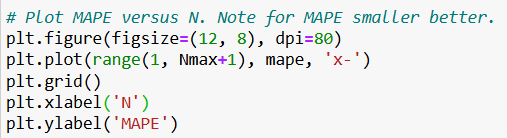 # Plot MAPE versus N. Note for MAPE smaller better.
plt.figure(figsize=(12, 8), dpi=80)
plt.plot(range(1, Nmax+1), mape, 'x-')
plt.grid()
plt.xlabel('N')
plt.ylabel('MAPE')